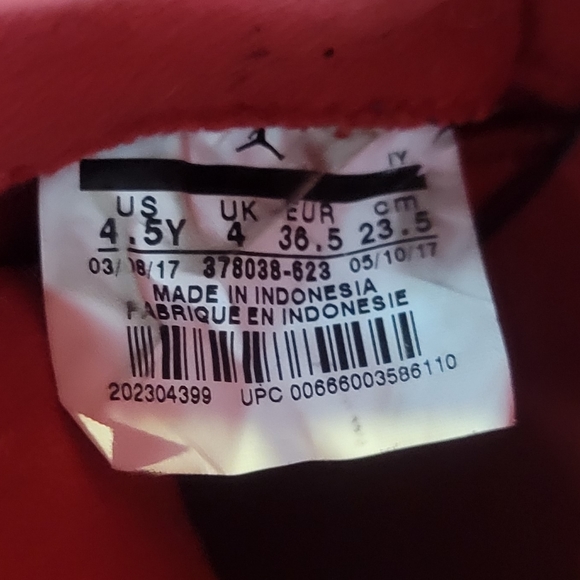 IY
US UK EUR cm
4.5Y 4 36.5 23.5
03/08/17 378038-623 05/10/17
MADE IN INDONESIA
FABRIQUE EN INDONESIE
202304399 UPC 00666003586110